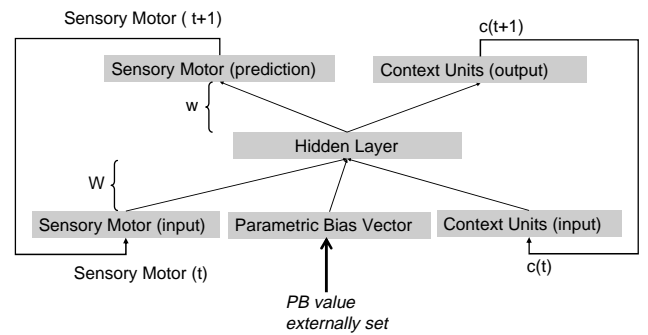 Sensory Motor ( t+1)
c(t+1)
Sensory Motor (prediction)
Context Units (output)
w
Hidden Layer
W
Sensory Motor (input)
Parametric Bias Vector
Context Units (input)
Sensory Motor (t)
c(t)
PB value
externally set